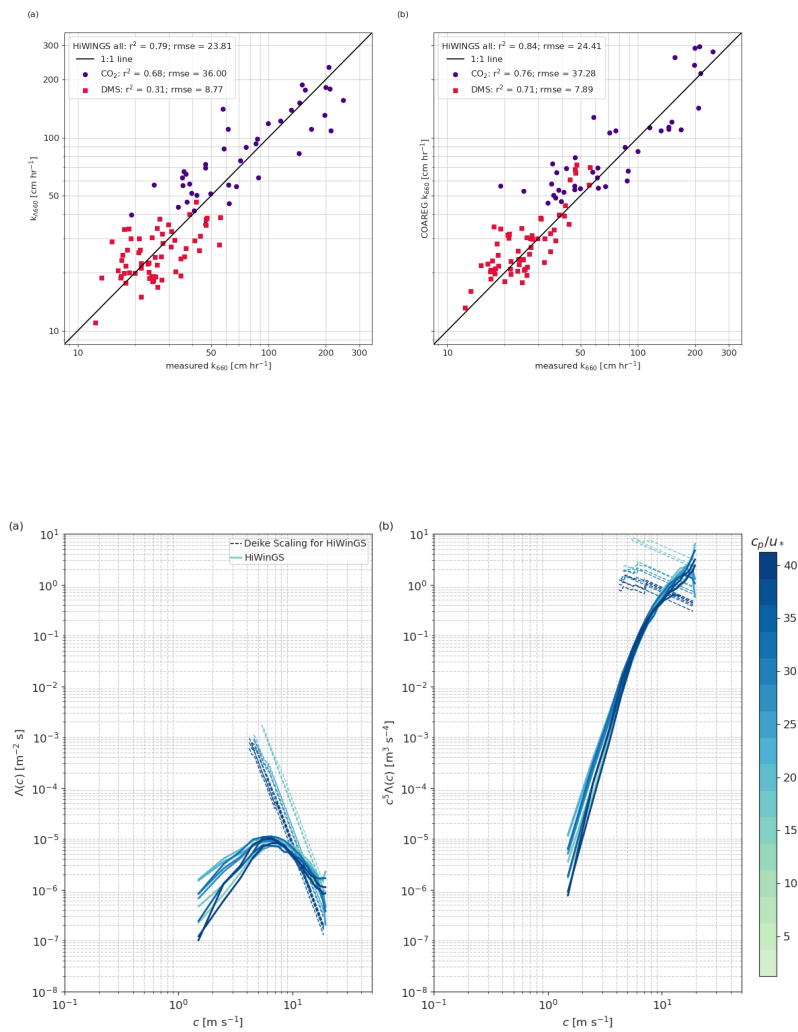 (a)
HiWINGS all: r² = 0.79; rmse = 23.81
1:1 line
CO₂: r² = 0.68; rmse = 36.00
DMS: r² = 0.31; rmse = 8.77
300
100
50
10
k_Λ660 [cm hr⁻¹]
10
50
100
200
300
measured k₆₆₀ [cm hr⁻¹]
(b)
HiWINGS all: r² = 0.84; rmse = 24.41
1:1 line
CO₂: r² = 0.76; rmse = 37.28
DMS: r² = 0.71; rmse = 7.89
300
100
50
10
COAREG k₆₆₀ [cm hr⁻¹]
10
50
100
200
300
measured k₆₆₀ [cm hr⁻¹]
(a)
Deike Scaling for HiWinGS
HiWinGS
10¹
10⁰
10⁻¹
10⁻²
10⁻³
10⁻⁴
10⁻⁵
10⁻⁶
10⁻⁷
10⁻⁸
Λ(c) [m⁻² s]
10⁻¹
10⁰
10¹
c [m s⁻¹]
(b)
10¹
10⁰
10⁻¹
10⁻²
10⁻³
10⁻⁴
10⁻⁵
10⁻⁶
10⁻⁷
10⁻⁸
c⁵Λ(c) [m³ s⁻⁴]
10⁻¹
10⁰
10¹
c [m s⁻¹]
c_p/u_*
40
35
30
25
20
15
10
5